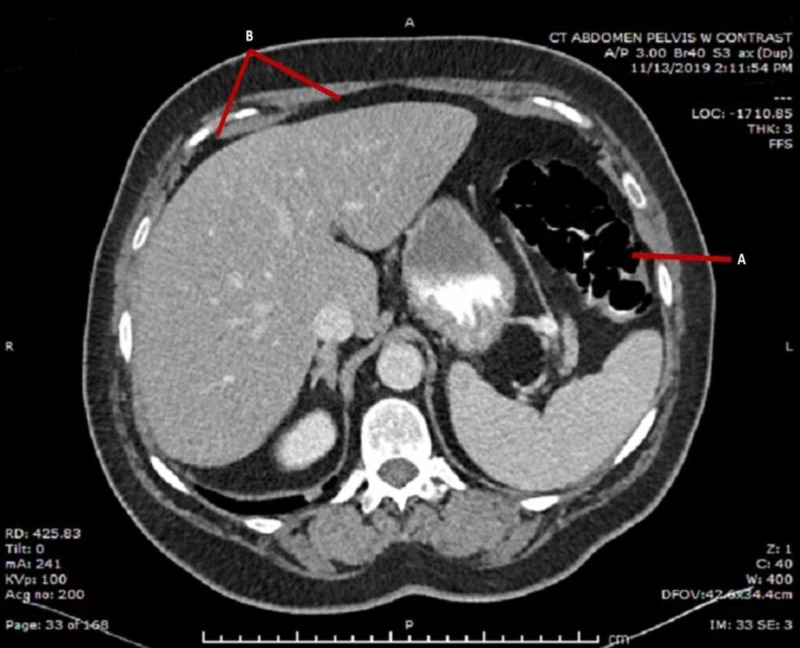 A
B
CT ABDOMEN PELVIS W CONTRAST
A/P 3.00 Br40 S3 ax (Dup)
11/13/2019 2:11:54 PM
---
LOC: -1710.85
THK: 3
FFS
A
R
L
RD: 425.83
Tilt: 0
mA: 241
KVp: 100
Acq no: 200
Page: 33 of 168
Z: 1
C: 40
W: 400
DFOV:42.6x34.4cm
IM: 33 SE: 3
P
cm